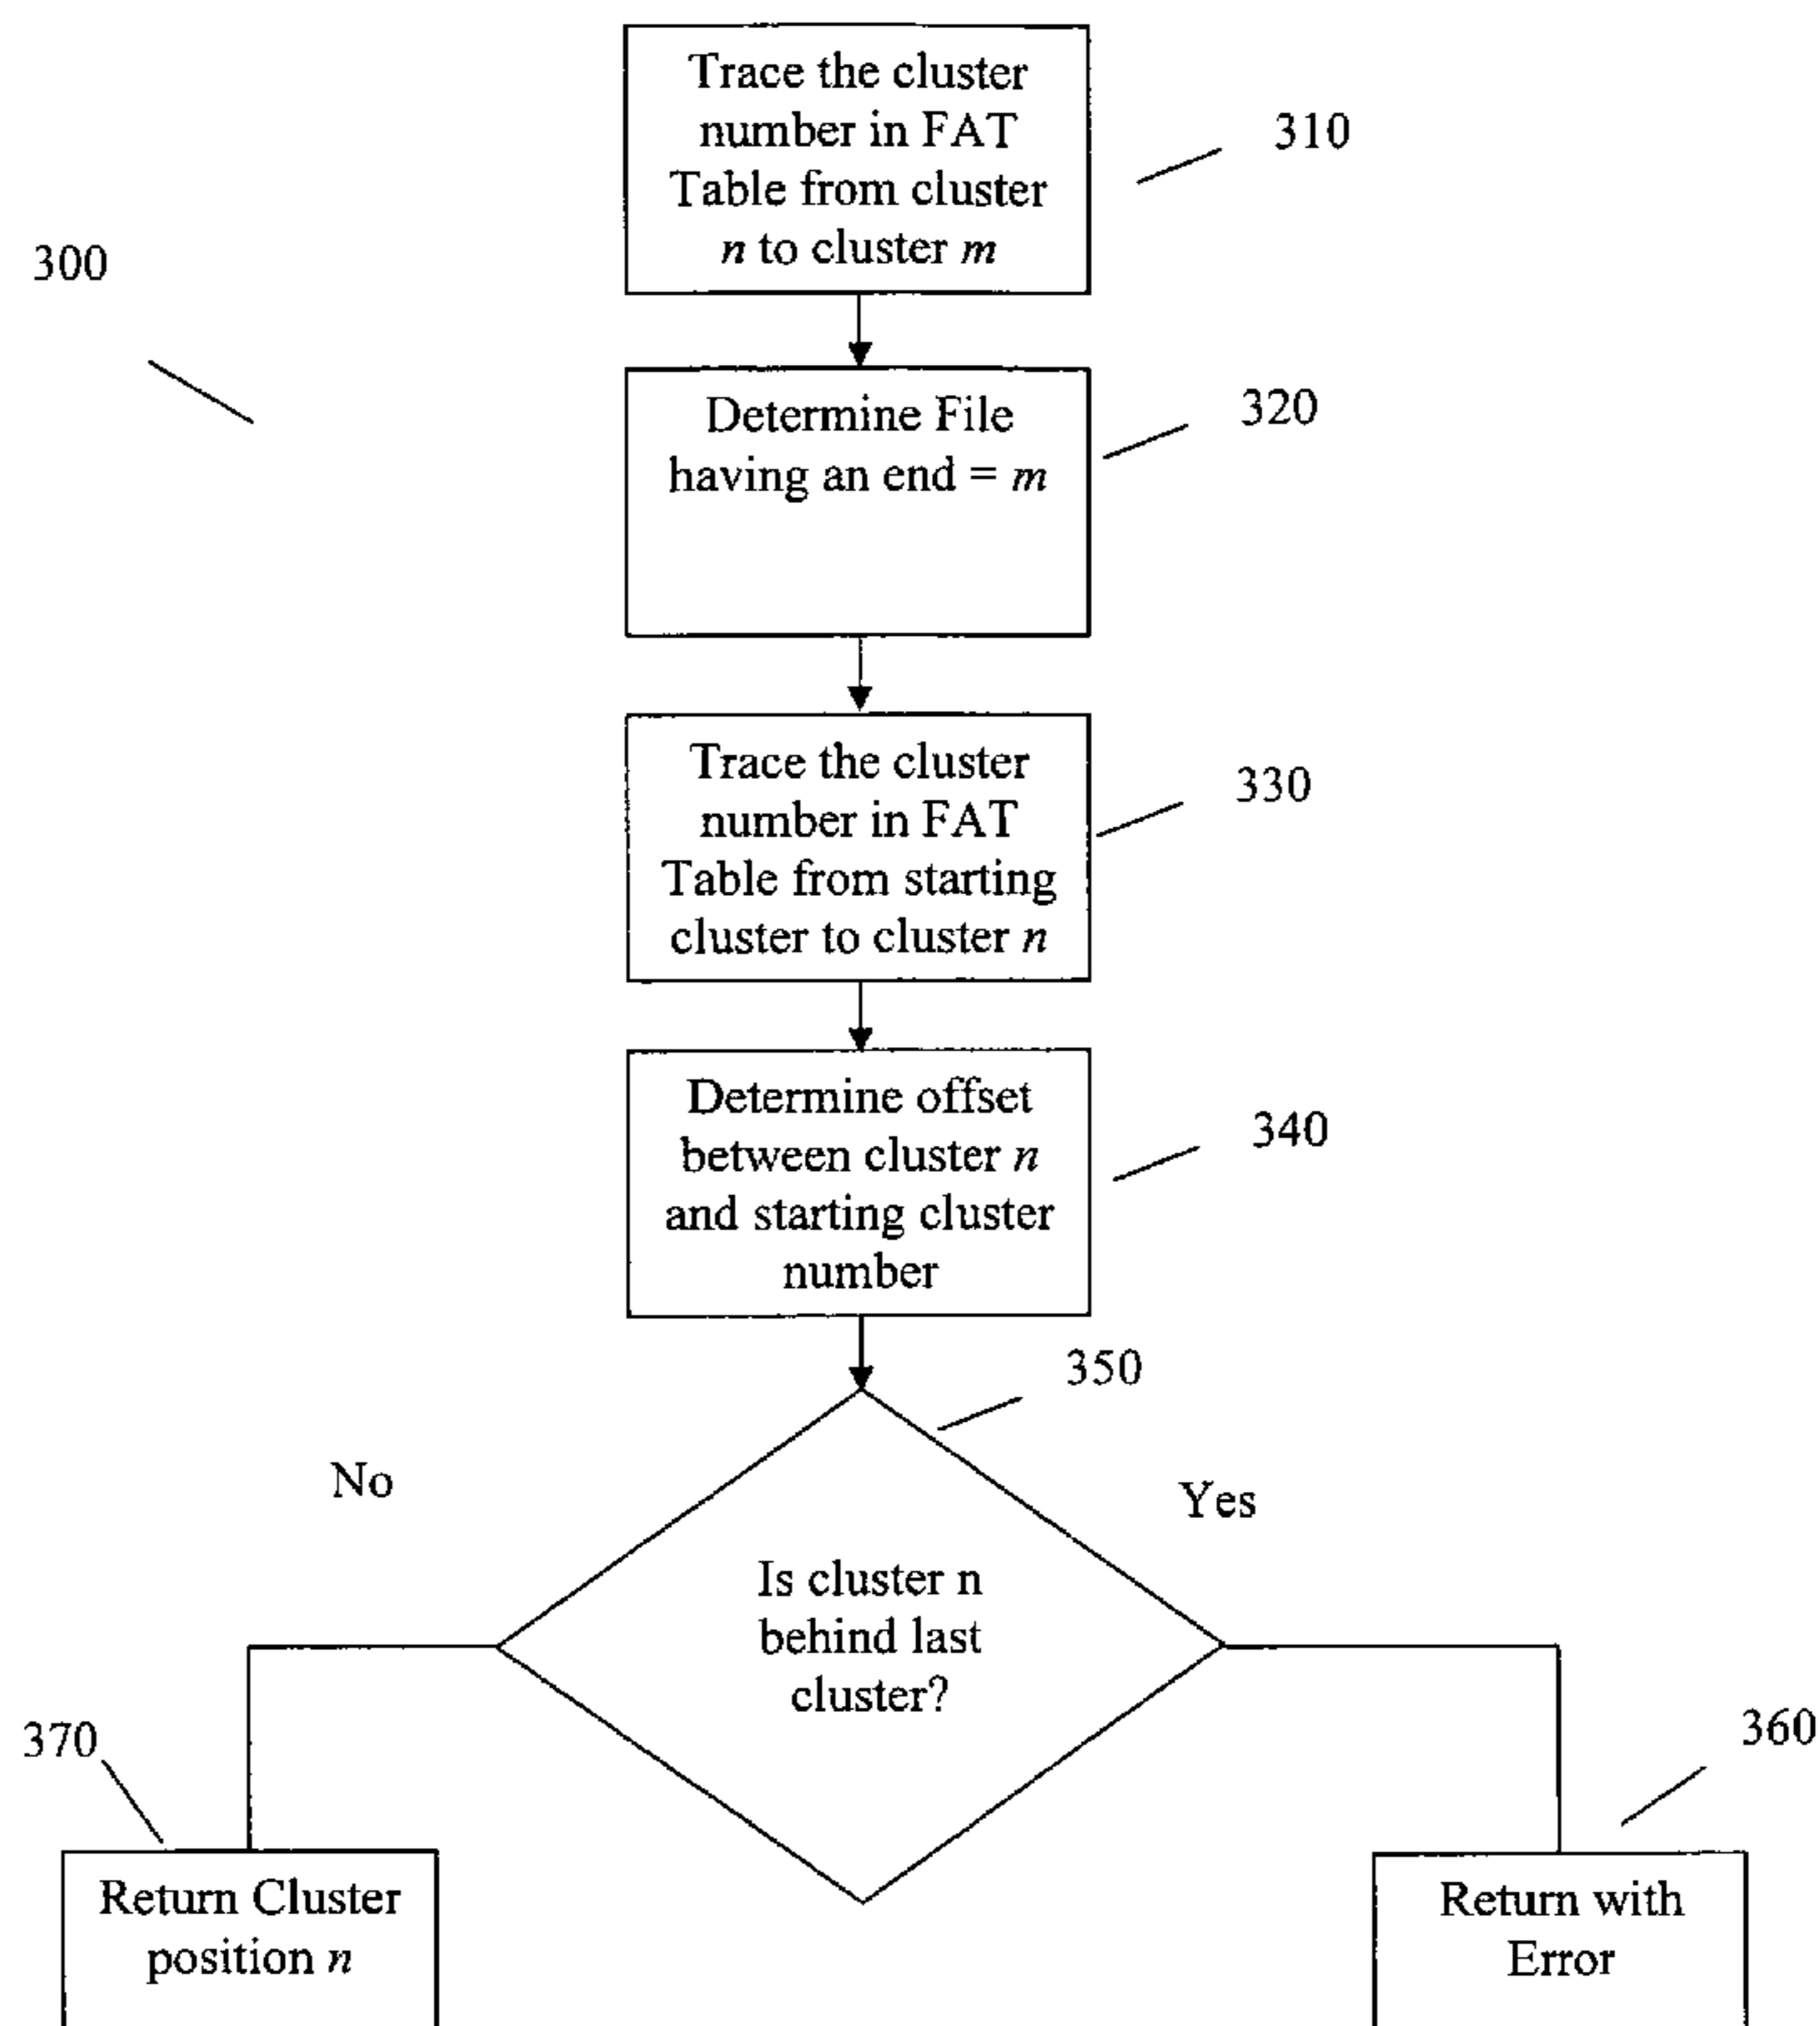 Trace the cluster
number in FAT
Table from cluster
n to cluster m
310
300
Determine File
having an end = m
320
Trace the cluster
number in FAT
Table from starting
cluster to cluster n
330
Determine offset
between cluster n
and starting cluster
number
340
350
No
Yes
Is cluster n
behind last
cluster?
370
360
Return Cluster
position n
Return with
Error